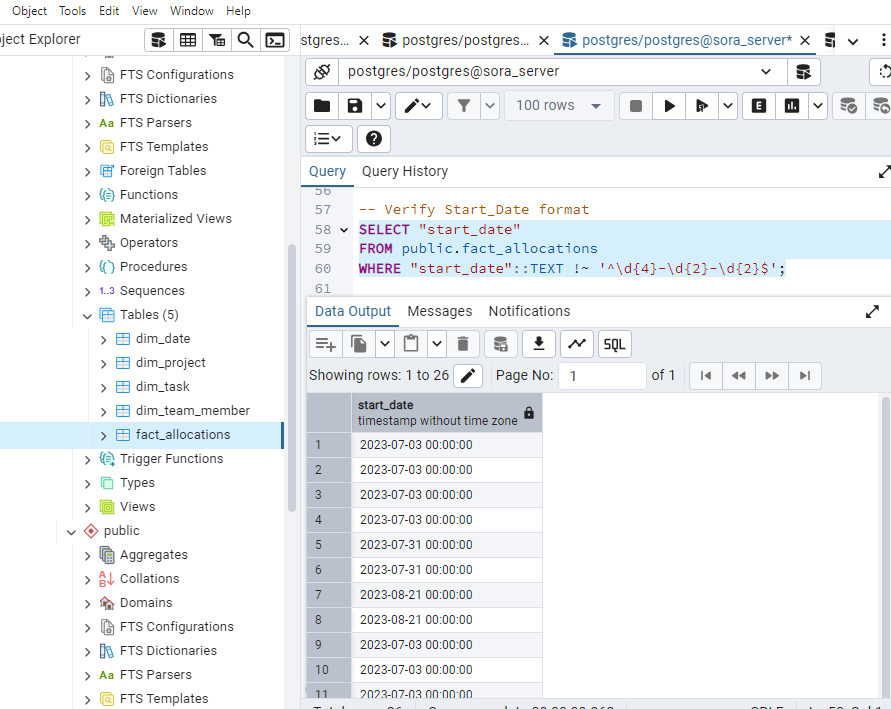 Object Tools Edit View Window Help
ject Explorer
FTS Configurations
FTS Dictionaries
Aa FTS Parsers
FTS Templates
Foreign Tables
Functions
Materialized Views
Operators
Procedures
1..3 Sequences
Tables (5)
dim_date
dim_project
dim_task
dim_team_member
fact_allocations
Trigger Functions
Types
Views
public
Aggregates
Collations
Domains
FTS Configurations
FTS Dictionaries
Aa FTS Parsers
FTS Templates
stgres... postgres/postgres... postgres/postgres@sora_server*
postgres/postgres@sora_server
100 rows
E
Query Query History
56
57 -- Verify Start_Date format
58 SELECT "start_date"
59 FROM public.fact_allocations
60 WHERE "start_date"::TEXT !~ '^\d{4}-\d{2}-\d{2}$';
61
Data Output Messages Notifications
SQL
Showing rows: 1 to 26 Page No: 1 of 1
start_date
timestamp without time zone
1 2023-07-03 00:00:00
2 2023-07-03 00:00:00
3 2023-07-03 00:00:00
4 2023-07-03 00:00:00
5 2023-07-31 00:00:00
6 2023-07-31 00:00:00
7 2023-08-21 00:00:00
8 2023-08-21 00:00:00
9 2023-07-03 00:00:00
10 2023-07-03 00:00:00
11 2023-07-03 00:00:00